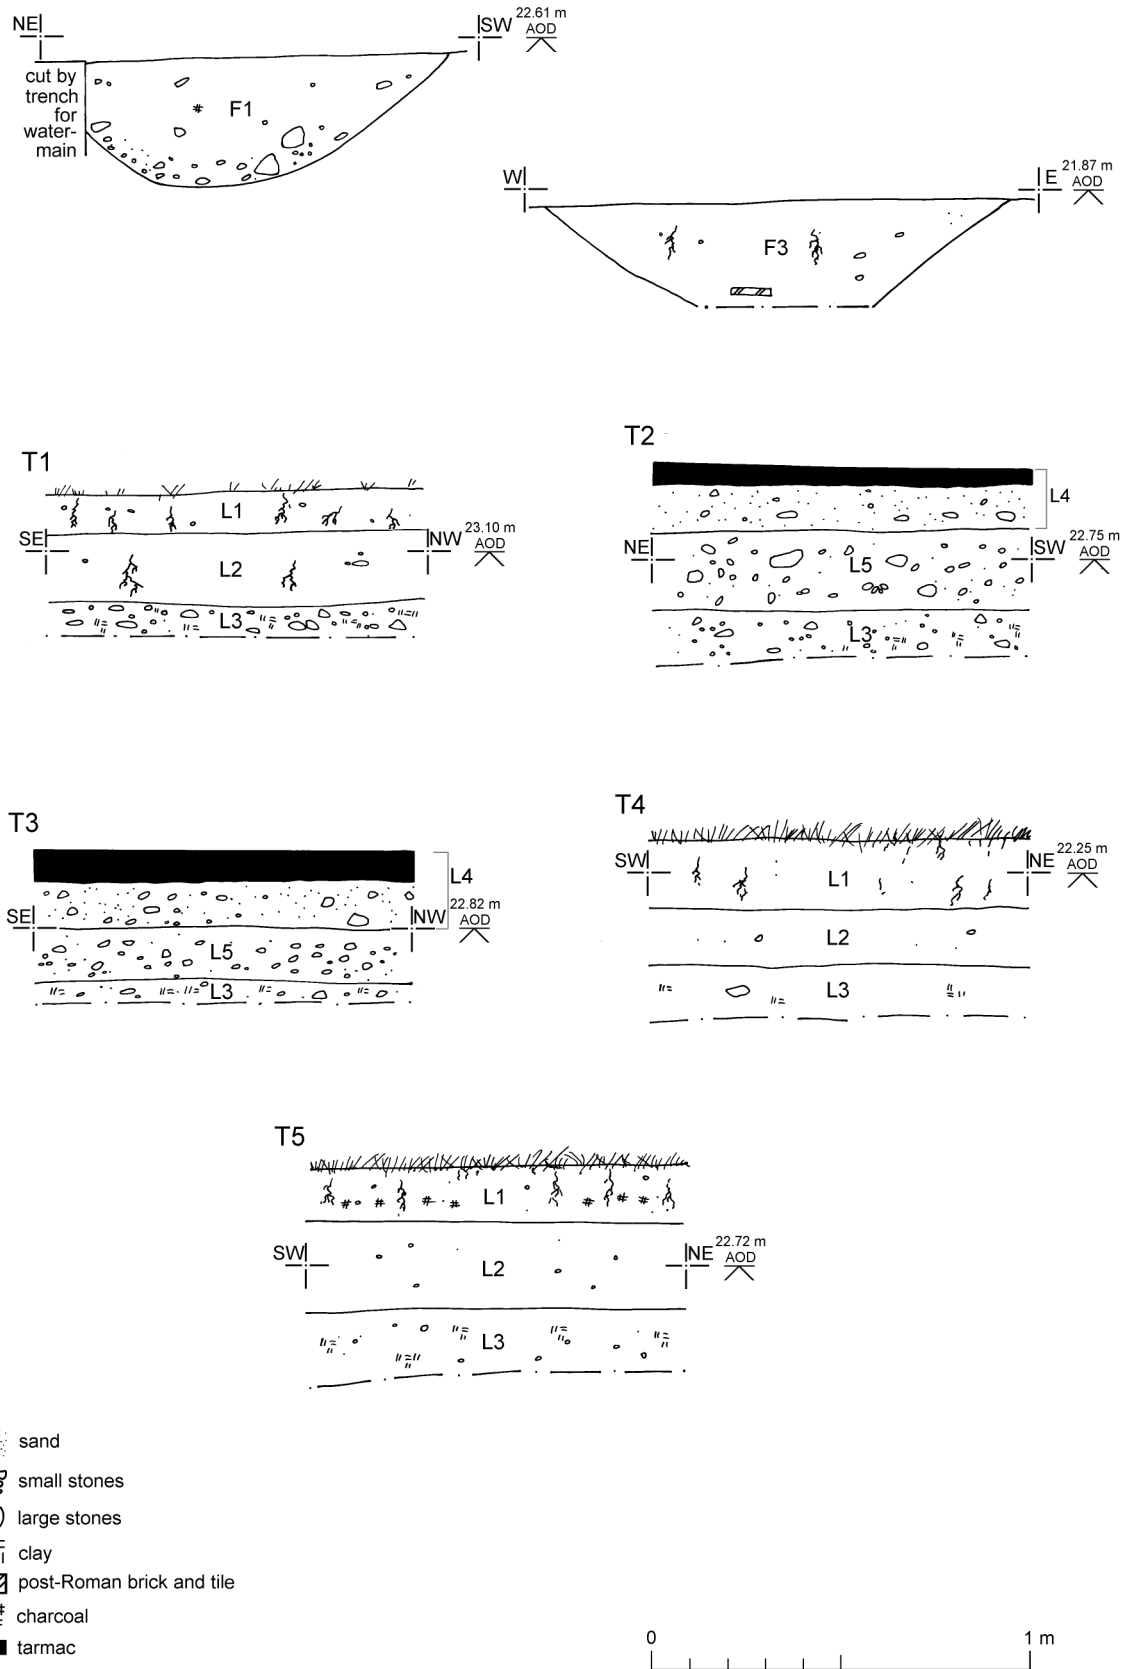 NE
SW
22.61 m
AOD
cut by
trench
for
water-
main
F1
W
E
21.87 m
AOD
F3
T1
L1
SE
NW
23.10 m
AOD
L2
L3
T2
L4
NE
SW
22.75 m
AOD
L5
L3
T3
L4
SE
NW
22.82 m
AOD
L5
L3
T4
SW
NE
22.25 m
AOD
L1
L2
L3
T5
L1
SW
NE
22.72 m
AOD
L2
L3
sand
small stones
large stones
clay
post-Roman brick and tile
charcoal
tarmac
0 1 m